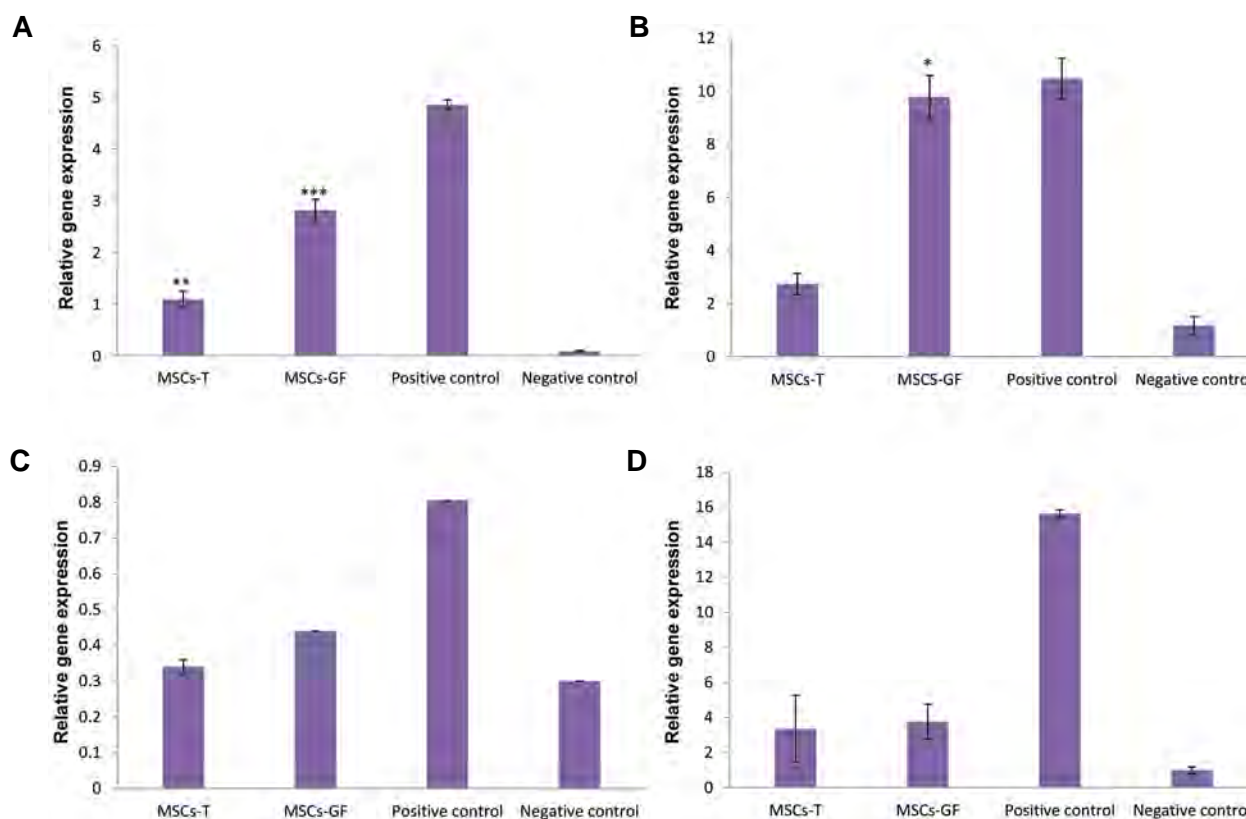 A
Relative gene expression
6
5
4
3
2
1
0
**
***
MSCs-T
MSCs-GF
Positive control
Negative control
B
Relative gene expression
12
10
8
6
4
2
0
*
MSCs-T
MSCS-GF
Positive control
Negative control
C
Relative gene expression
0.9
0.8
0.7
0.6
0.5
0.4
0.3
0.2
0.1
0
MSCs-T
MSCs-GF
Positive control
Negative control
D
Relative gene expression
18
16
14
12
10
8
6
4
2
0
MSCs-T
MSCs-GF
Positive control
Negative control